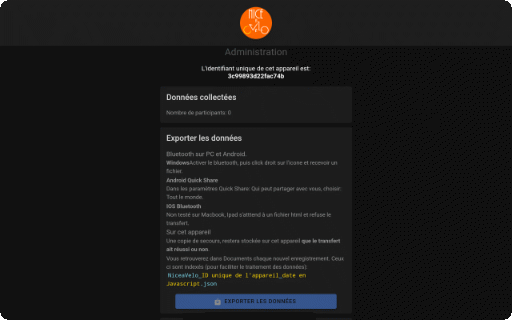 NICE
à
VÉLO
Administration
L'identifiant unique de cet appareil est:
3c99893d22fac74b
Données collectées
Nombre de participants: 0
Exporter les données
Bluetooth sur PC et Android.
WindowsActiver le bluetooth, puis click droit sur l'icone et recevoir un
fichier.
Android Quick Share
Dans les paramètres Quick Share: Qui peut partager avec vous, choisir:
Tout le monde.
IOS Bluetooth
Non testé sur Macbook, Ipad s'attend à un fichier html et refuse le
transfert.
Sur cet appareil
Une copie de secours, restera stockée sur cet appareil que le transfert
ait réussi ou non.
Vous retrouverez dans Documents chaque nouvel enregistrement. Ceux
ci sont indexés (pour faciliter le traitement des données):
NiceaVelo_ID unique de l'appareil_date en
Javascript.json
EXPORTER LES DONNÉES